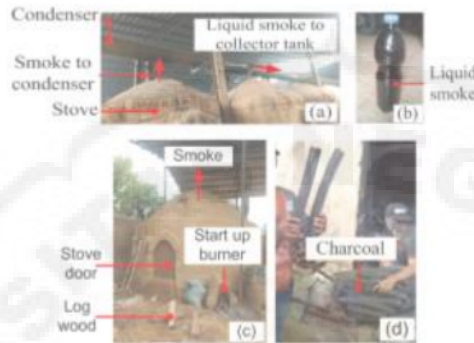 Condenser
Liquid smoke to
collector tank
Smoke to
condenser
Stove
(a)
(b)
Liquid
smoke
Smoke
Start up
burner
Stove
door
Log
wood
(c)
Charcoal
(d)